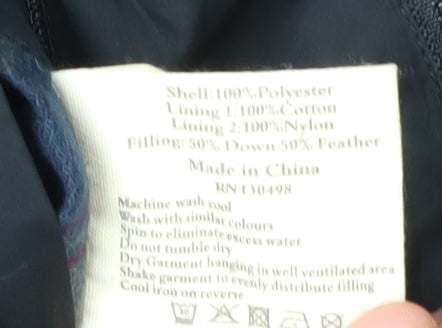 Shell:100%Polyester
Lining 1:100%Cotton
Lining 2:100%Nylon
Filling: 50% Down 50% Feather
Made in China
RN130498
Machine wash cool
Wash with similar colours
Spin to eliminate excess water
Do not tumble dry
Dry Garment hanging in well ventilated area
Shake garment to evenly distribute filling
Cool iron on reverse
30